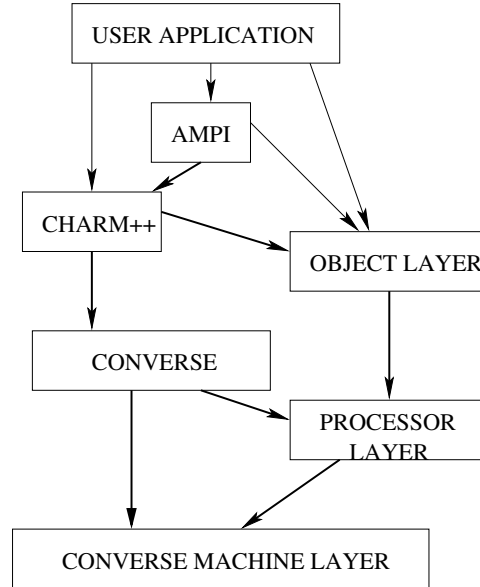 USER APPLICATION
AMPI
CHARM++
OBJECT LAYER
CONVERSE
PROCESSOR
LAYER
CONVERSE MACHINE LAYER